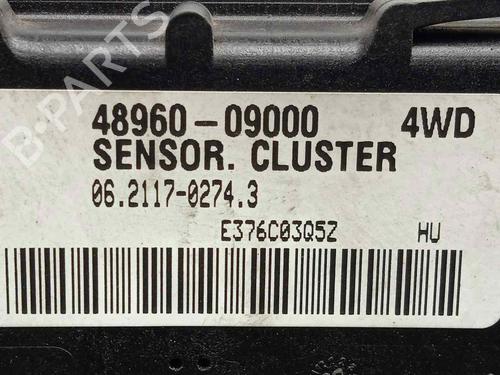 B-PARTS
48960-09000 4WD
SENSOR. CLUSTER
06.2117-0274.3
E376C03Q5Z HU